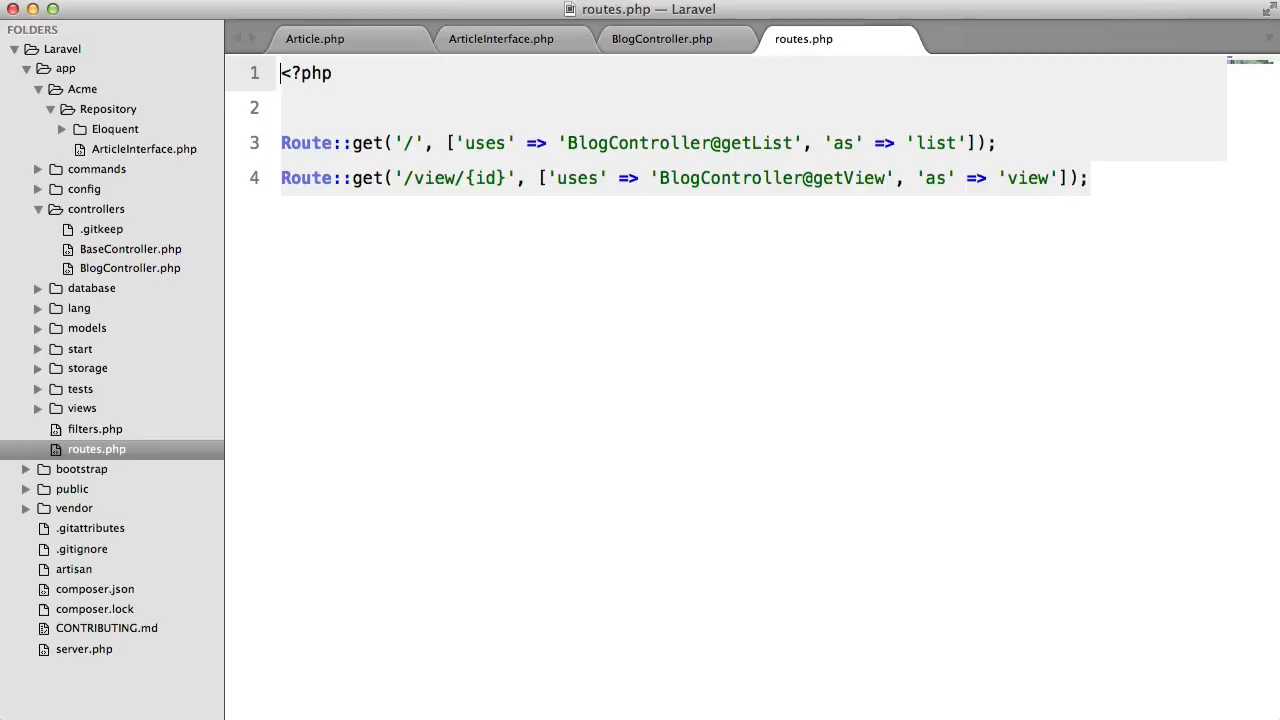 routes.php — Laravel
FOLDERS
Laravel
app
Acme
Repository
Eloquent
ArticleInterface.php
commands
config
controllers
.gitkeep
BaseController.php
BlogController.php
database
lang
models
start
storage
tests
views
filters.php
routes.php
bootstrap
public
vendor
.gitattributes
.gitignore
artisan
composer.json
composer.lock
CONTRIBUTING.md
server.php
Article.php
ArticleInterface.php
BlogController.php
routes.php
1 <?php
2
3 Route::get('/', ['uses' => 'BlogController@getList', 'as' => 'list']);
4 Route::get('/view/{id}', ['uses' => 'BlogController@getView', 'as' => 'view']);